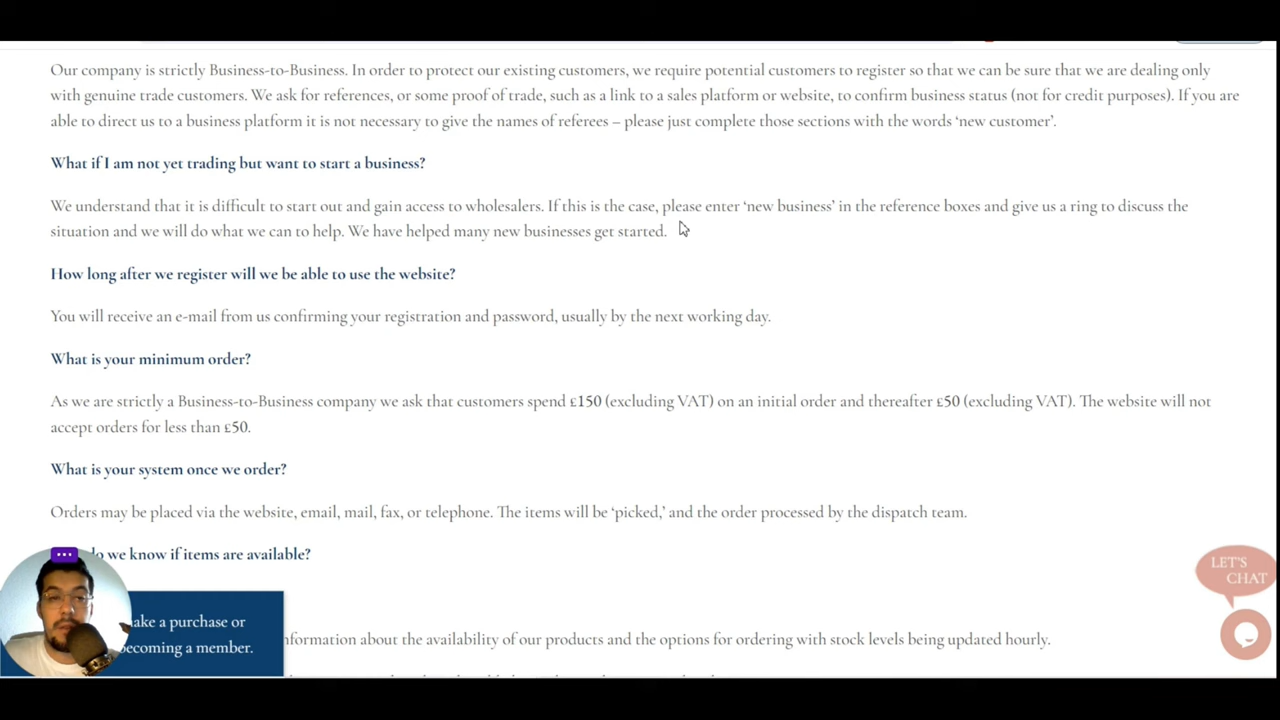 Our company is strictly Business-to-Business. In order to protect our existing customers, we require potential customers to register so that we can be sure that we are dealing only
with genuine trade customers. We ask for references, or some proof of trade, such as a link to a sales platform or website, to confirm business status (not for credit purposes). If you are
able to direct us to a business platform it is not necessary to give the names of referees – please just complete those sections with the words ‘new customer’.
What if I am not yet trading but want to start a business?
We understand that it is difficult to start out and gain access to wholesalers. If this is the case, please enter ‘new business’ in the reference boxes and give us a ring to discuss the
situation and we will do what we can to help. We have helped many new businesses get started.
How long after we register will we be able to use the website?
You will receive an e-mail from us confirming your registration and password, usually by the next working day.
What is your minimum order?
As we are strictly a Business-to-Business company we ask that customers spend £150 (excluding VAT) on an initial order and thereafter £50 (excluding VAT). The website will not
accept orders for less than £50.
What is your system once we order?
Orders may be placed via the website, email, mail, fax, or telephone. The items will be ‘picked,’ and the order processed by the dispatch team.
do we know if items are available?
LET'S
CHAT
a purchase or
becoming a member.
information about the availability of our products and the options for ordering with stock levels being updated hourly.